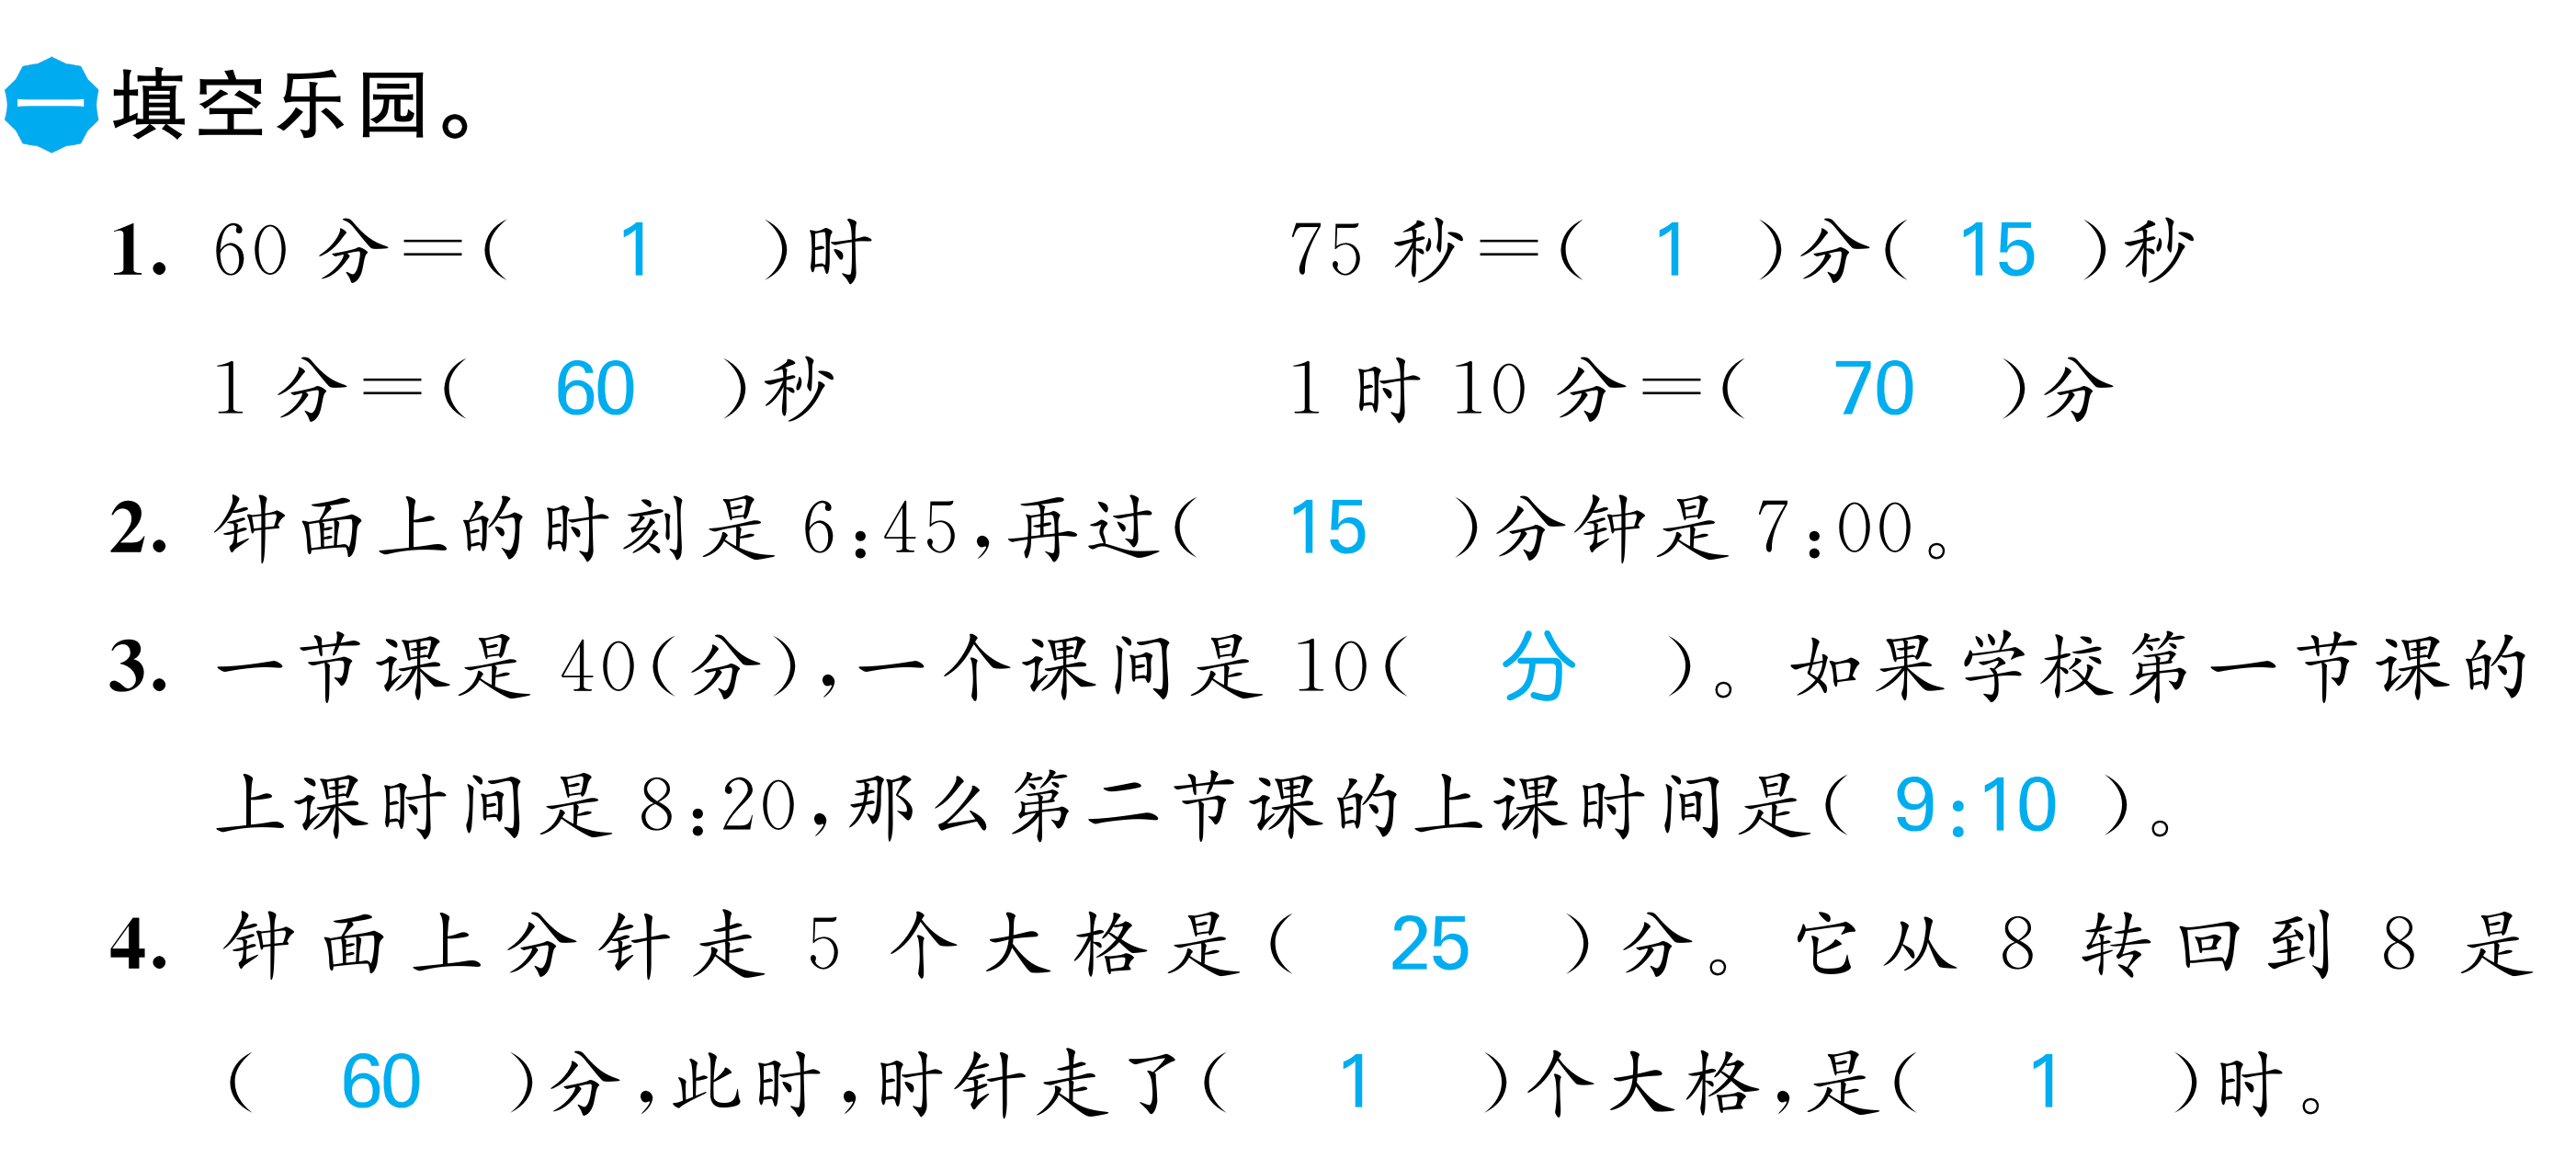 一 填空乐园。
1. 60 分=( 1 )时 75 秒=( 1 )分( 15 )秒
1 分=( 60 )秒 1 时 10 分=( 70 )分
2. 钟面上的时刻是 6:45,再过( 15 )分钟是 7:00。
3. 一节课是 40(分),一个课间是 10( 分 )。如果学校第一节课的
上课时间是 8:20,那么第二节课的上课时间是( 9:10 )。
4. 钟面上分针走 5 个大格是( 25 )分。它从 8 转回到 8 是
( 60 )分,此时,时针走了( 1 )个大格,是( 1 )时。